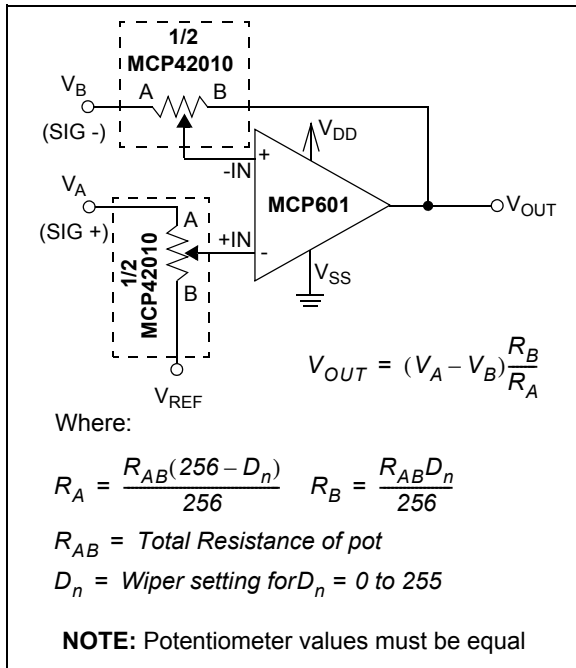 1/2
MCP42010
V_B
A
B
(SIG -)
V_DD
+
-IN
V_A
MCP601
V_OUT
(SIG +)
A
+IN
-
1/2
MCP42010
B
V_SS
V_REF
V_OUT = (V_A – V_B) R_B/R_A
Where:
R_A = R_AB(256 – D_n)/256 R_B = R_AB D_n/256
R_AB = Total Resistance of pot
D_n = Wiper setting forD_n = 0 to 255
NOTE: Potentiometer values must be equal